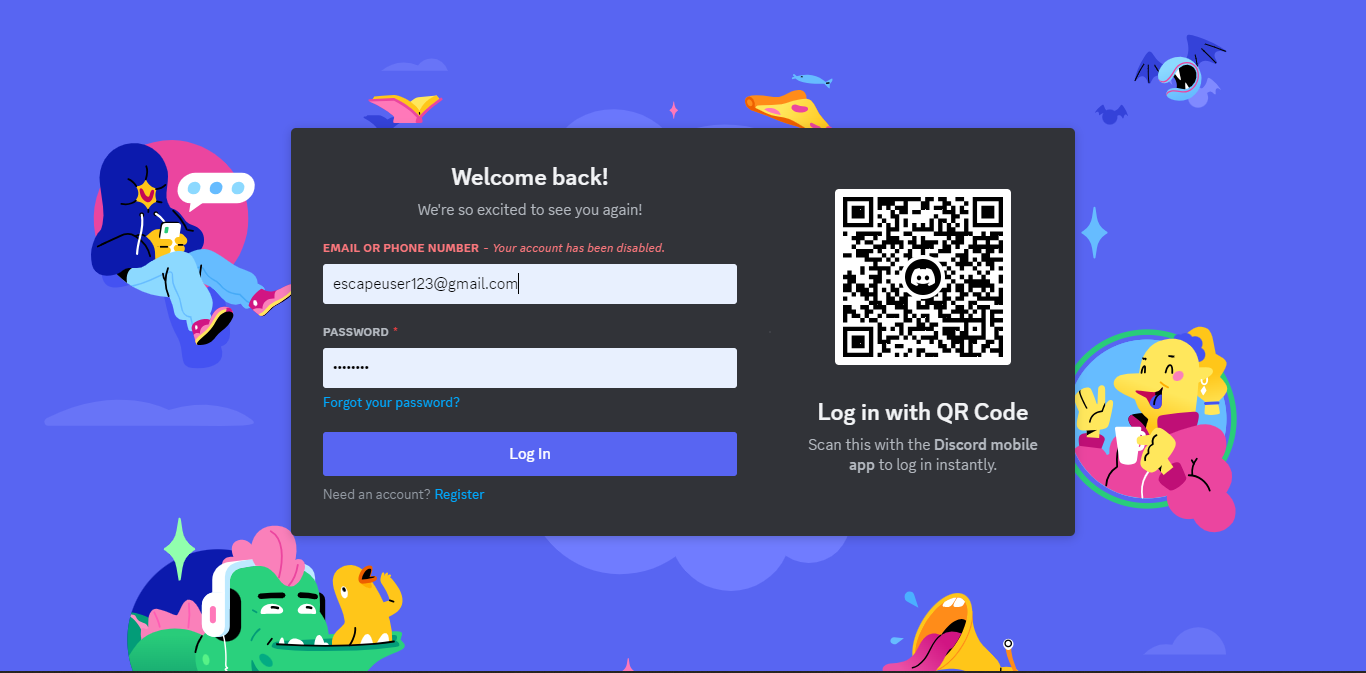 Welcome back!
We're so excited to see you again!
EMAIL OR PHONE NUMBER - Your account has been disabled.
escapeuser123@gmail.com
PASSWORD *
••••••••
Forgot your password?
Log In
Need an account? Register
Log in with QR Code
Scan this with the Discord mobile
app to log in instantly.